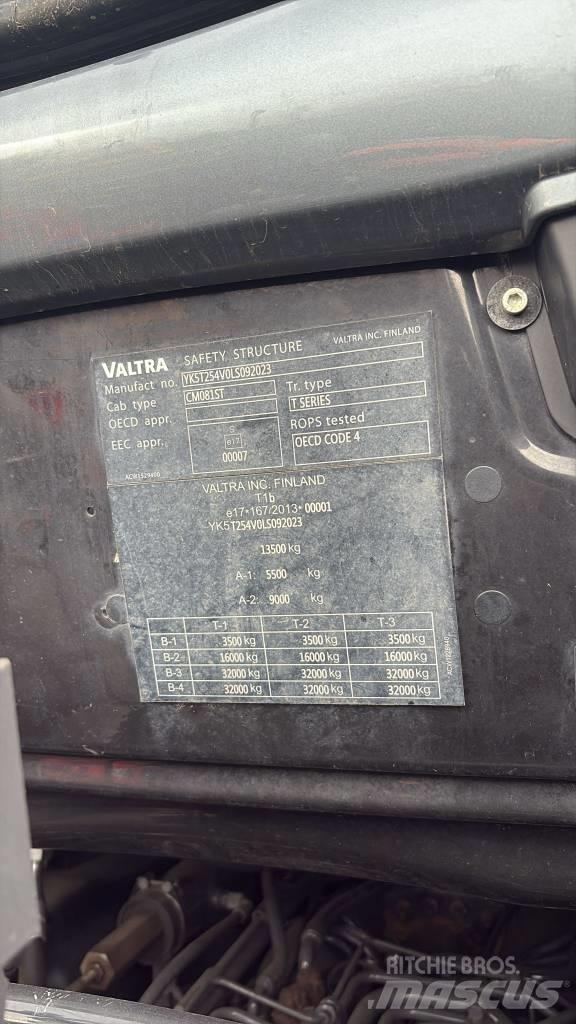 VALTRA SAFETY STRUCTURE VALTRA INC. FINLAND
Manufact no. YK5T254V0LS092023
Cab type CM081ST Tr. type
OECD appr. T SERIES
EEC appr. S ROPS tested
e17 OECD CODE 4
00007
ACW1529400
VALTRA INC. FINLAND
T1b
e17*167/2013*00001
YK5T254V0LS092023
13500 kg
A-1: 5500 kg
A-2: 9000 kg
T-1 T-2 T-3
B-1 3500 kg 3500 kg 3500 kg
B-2 16000 kg 16000 kg 16000 kg
B-3 32000 kg 32000 kg 32000 kg
B-4 32000 kg 32000 kg 32000 kg
RITCHIE BROS.
MASCUS